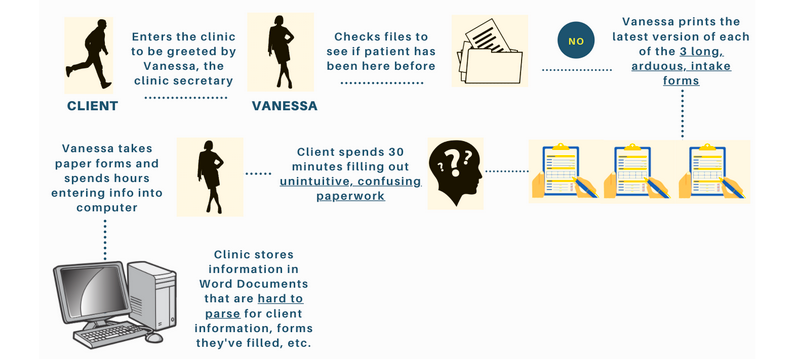 Enters the clinic
to be greeted by
Vanessa, the
clinic secretary
CLIENT
VANESSA
Checks files to
see if patient has
been here before
NO
Vanessa prints the
latest version of each
of the 3 long,
arduous, intake
forms
Client spends 30
minutes filling out
unintuitive, confusing
paperwork
Vanessa takes
paper forms and
spends hours
entering info into
computer
Clinic stores
information in
Word Documents
that are hard to
parse for client
information, forms
they've filled, etc.